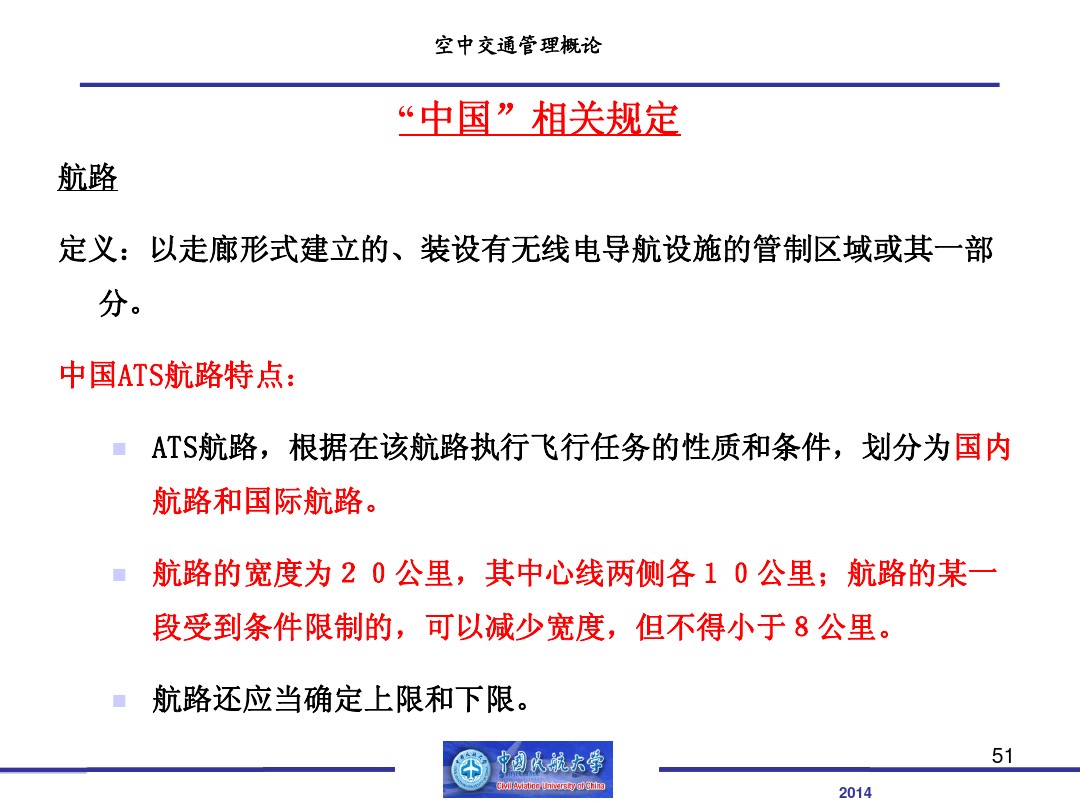 空中交通管理概论
“中国”相关规定
航路
定义：以走廊形式建立的、装设有无线电导航设施的管制区域或其一部
分。
中国ATS航路特点：
ATS航路，根据在该航路执行飞行任务的性质和条件，划分为国内
航路和国际航路。
航路的宽度为２０公里，其中心线两侧各１０公里；航路的某一
段受到条件限制的，可以减少宽度，但不得小于８公里。
航路还应当确定上限和下限。
中国民航大学
Civil Aviation University of China
51
2014